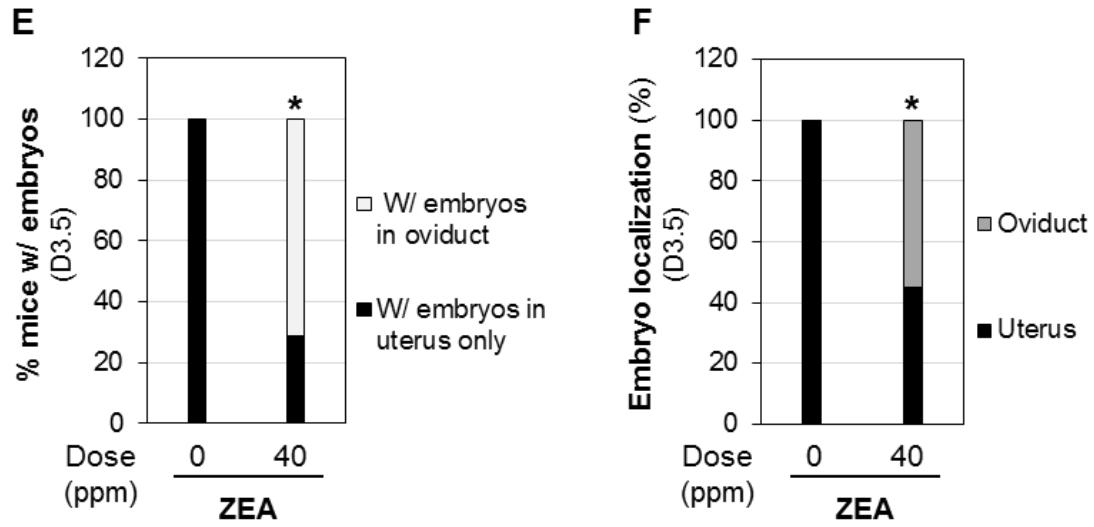 E
120
100
80
60
40
20
0
% mice w/ embryos
(D3.5)
*
W/ embryos
in oviduct
W/ embryos in
uterus only
Dose
(ppm)
0 40
ZEA
F
120
100
80
60
40
20
0
Embryo localization (%)
(D3.5)
*
Oviduct
Uterus
Dose
(ppm)
0 40
ZEA